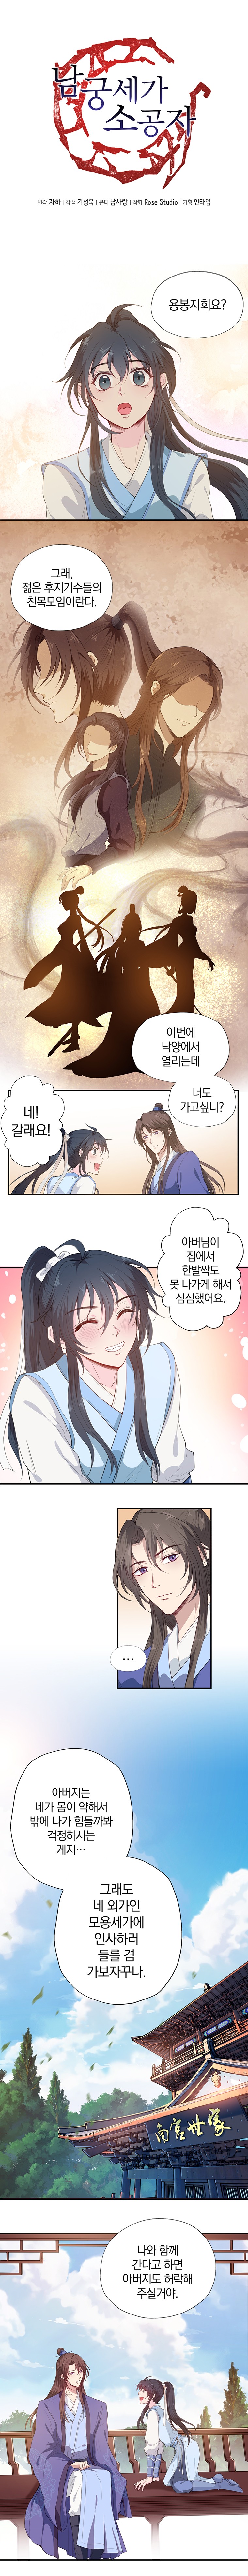 남궁세가
소공자
원작 자하 | 각색 기성욱 | 콘티 남사랑 | 작화 Rose Studio | 기획 인타임
용봉지회요?
그래,
젊은 후지기수들의
친목모임이란다.
이번에
낙양에서
열리는데
너도
가고싶니?
네!
갈래요!
아버님이
집에서
한발짝도
못 나가게 해서
심심했어요.
...
아버지는
네가 몸이 약해서
밖에 나가 힘들까봐
걱정하시는
게지...
그래도
네 외가인
모용세가에
인사하러
들를 겸
가보자꾸나.
南宮世家
나와 함께
간다고 하면
아버지도 허락해
주실거야.